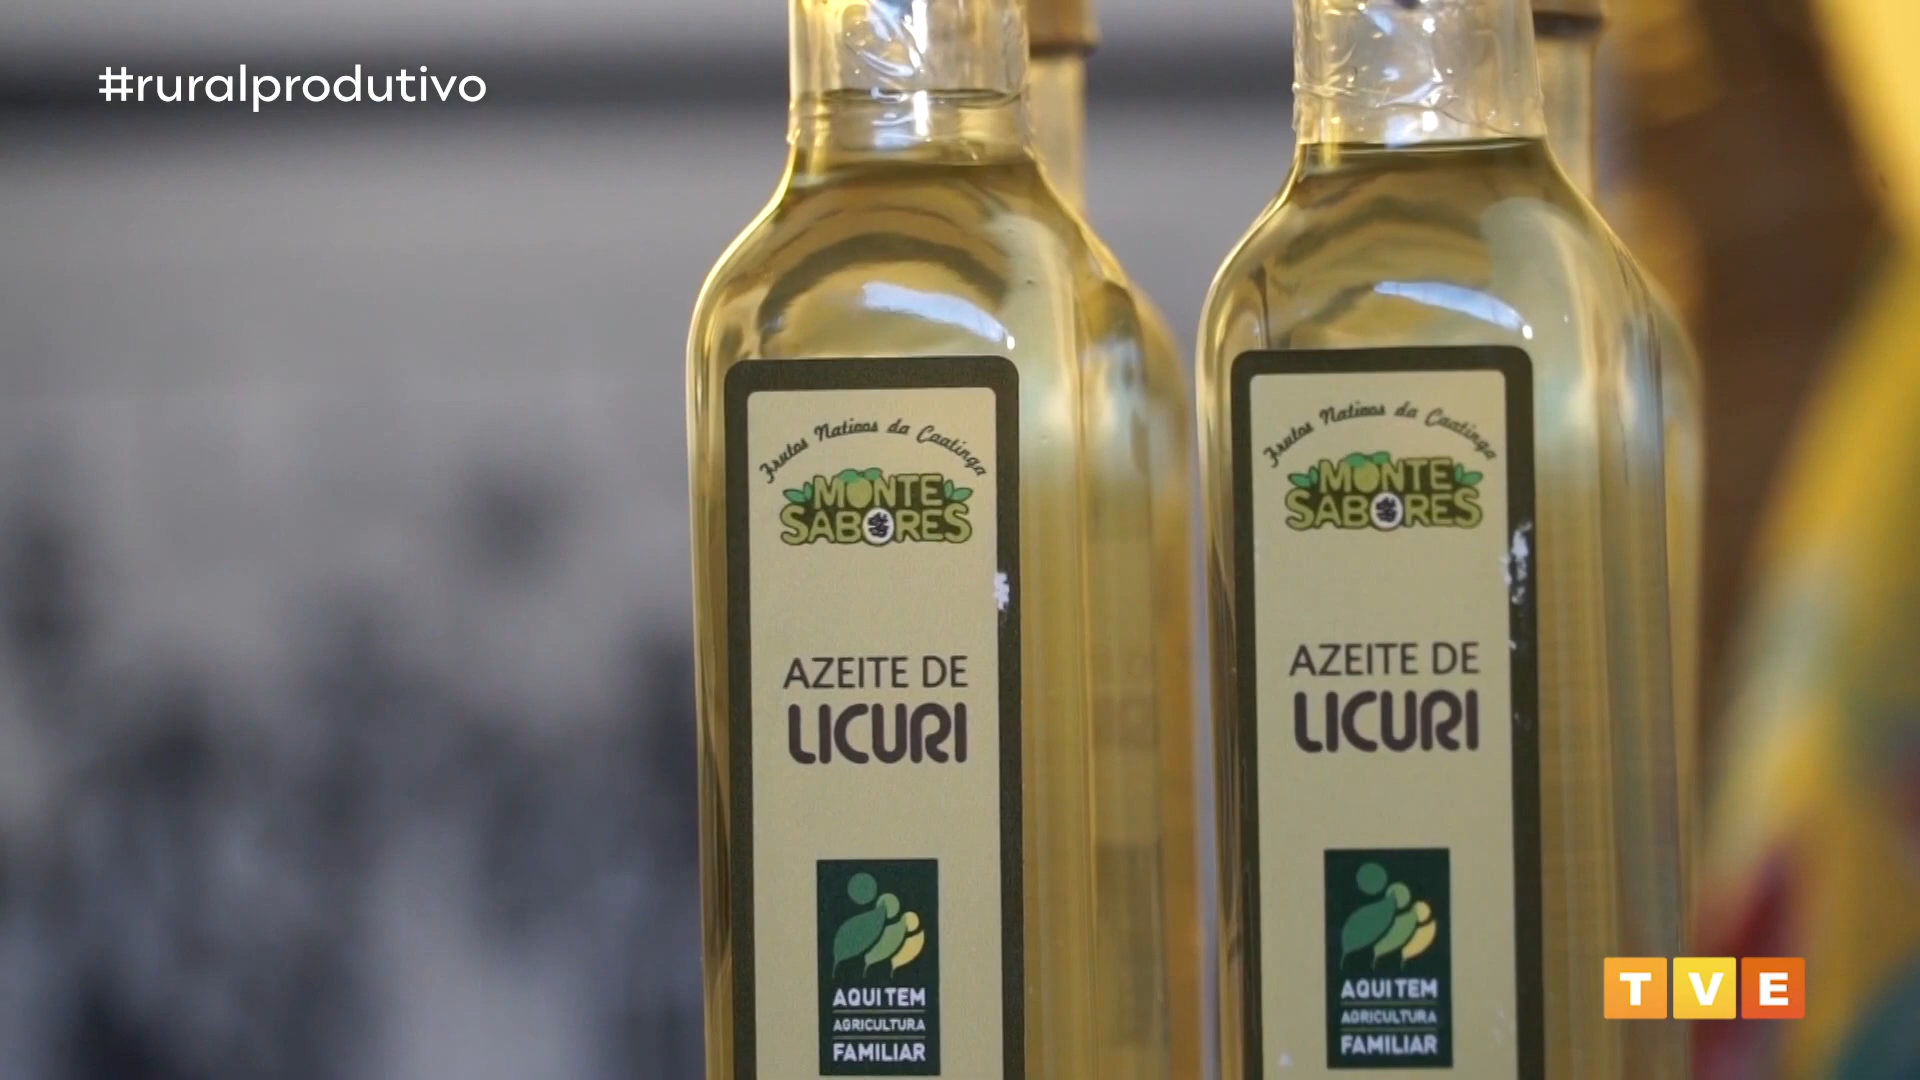 #ruralprodutivo
Frutos Nativos da Caatinga
MONTE
SABORES
AZEITE DE
LICURI
AQUI TEM
AGRICULTURA
FAMILIAR
Frutos Nativos da Caatinga
MONTE
SABORES
AZEITE DE
LICURI
AQUI TEM
AGRICULTURA
FAMILIAR
TVE